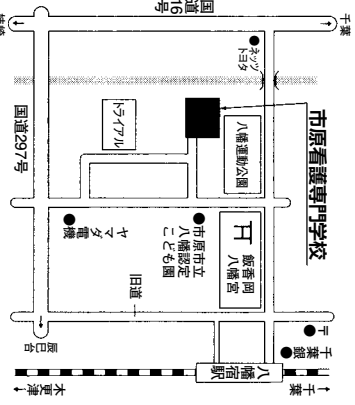 国道16号
千葉
姉崎
ネッツ
トヨタ
市原看護専門学校
八幡運動公園
トライアル
国道297号
飯香岡
八幡宮
市原市立
八幡認定
こども園
ヤマダ
電機
旧道
辰巳台
〒
千葉銀
八幡宿駅
千葉
木更津